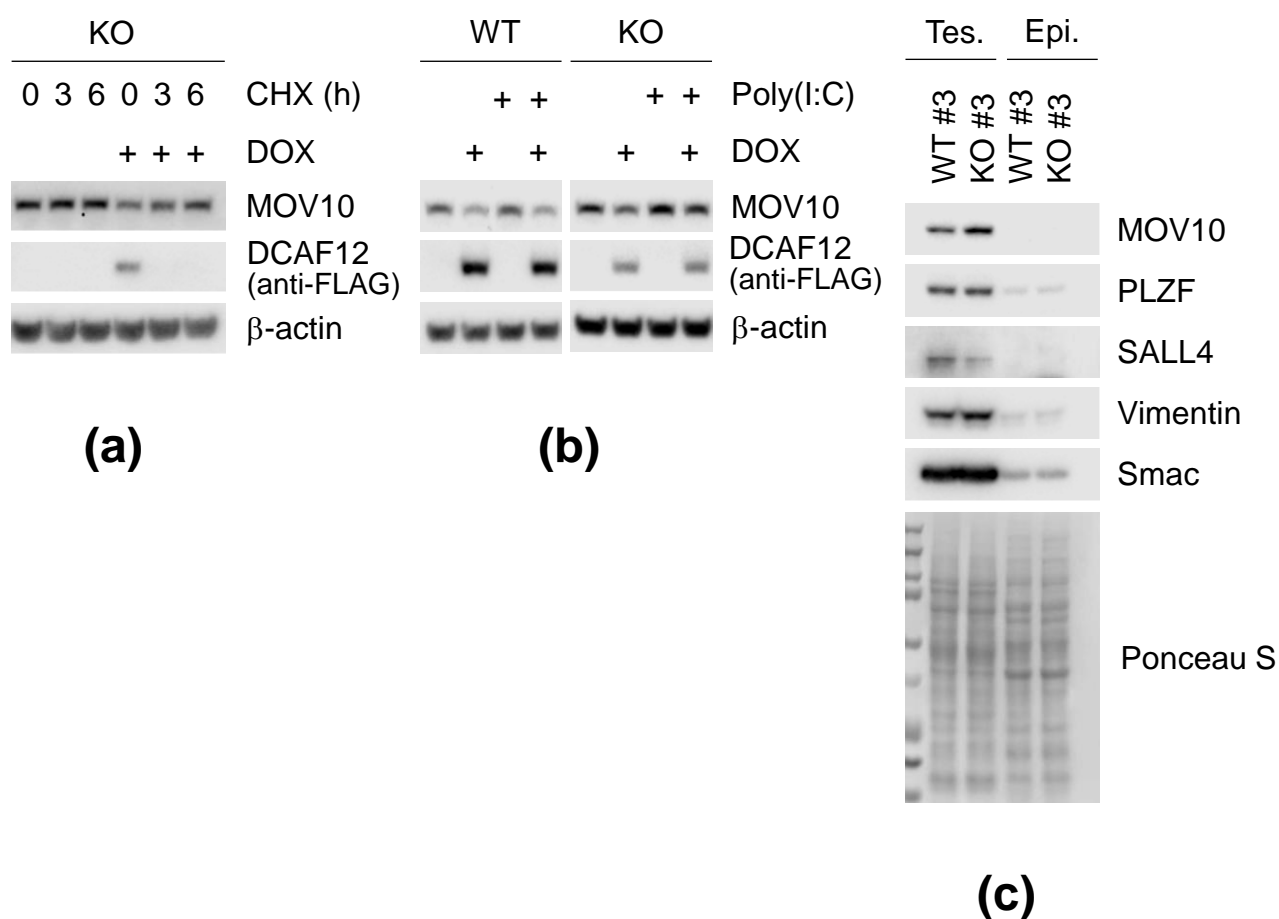 KO
0 3 6 0 3 6 CHX (h)
+ + + DOX
MOV10
DCAF12
(anti-FLAG)
β-actin
(a)
WT KO
+ + + + Poly(I:C)
+ + + + DOX
MOV10
DCAF12
(anti-FLAG)
β-actin
(b)
Tes. Epi.
WT #3
KO #3
WT #3
KO #3
MOV10
PLZF
SALL4
Vimentin
Smac
Ponceau S
(c)